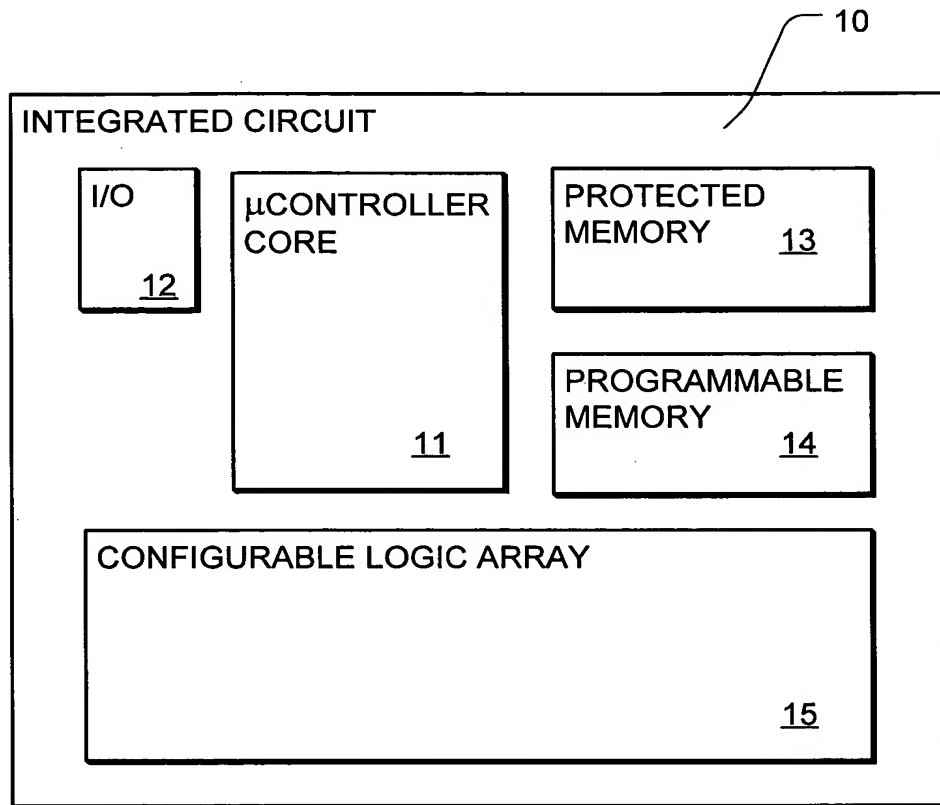 10
INTEGRATED CIRCUIT
I/O
12
μCONTROLLER
CORE
11
PROTECTED
MEMORY
13
PROGRAMMABLE
MEMORY
14
CONFIGURABLE LOGIC ARRAY
15